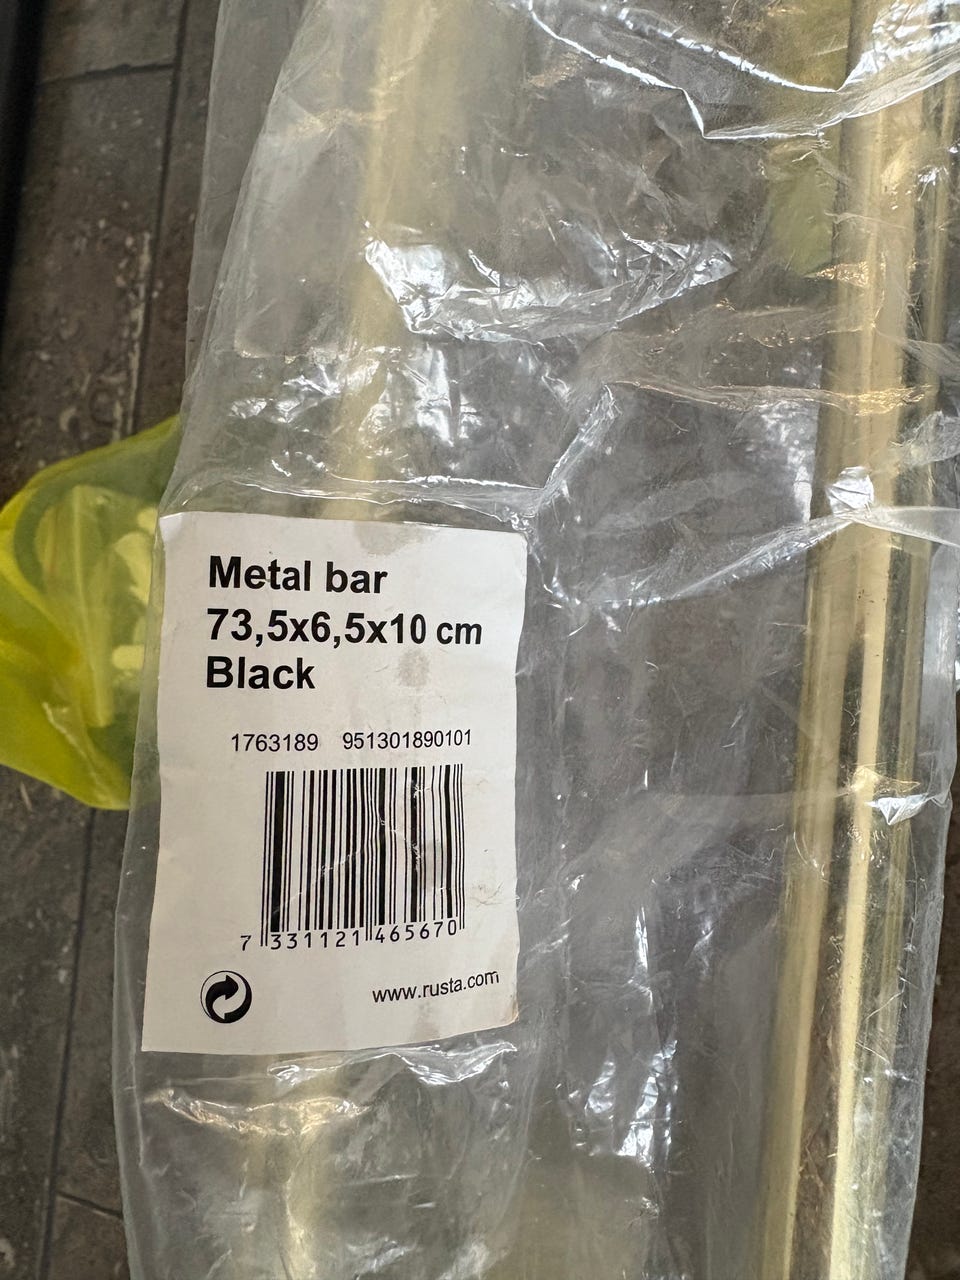 Metal bar
73,5x6,5x10 cm
Black
1763189 951301890101
7 331121 465670
www.rusta.com